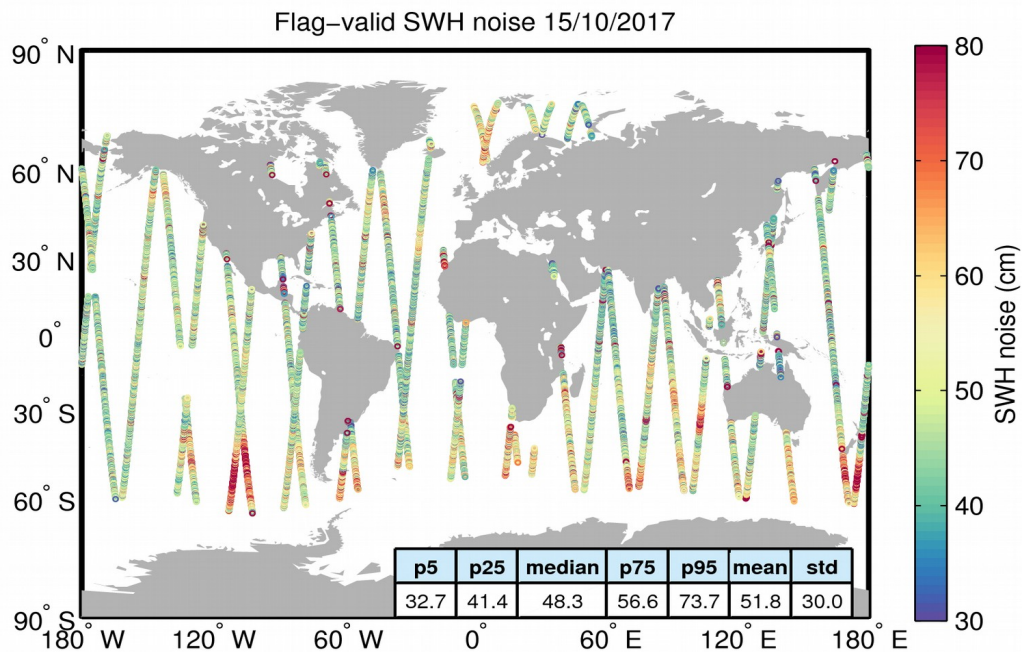 Flag−valid SWH noise 15/10/2017
90° N
60° N
30° N
0°
30° S
60° S
90° S
180° W
120° W
60° W
0°
60° E
120° E
180° E
p5 p25 median p75 p95 mean std
32.7 41.4 48.3 56.6 73.7 51.8 30.0
80
70
60
50
40
30
SWH noise (cm)